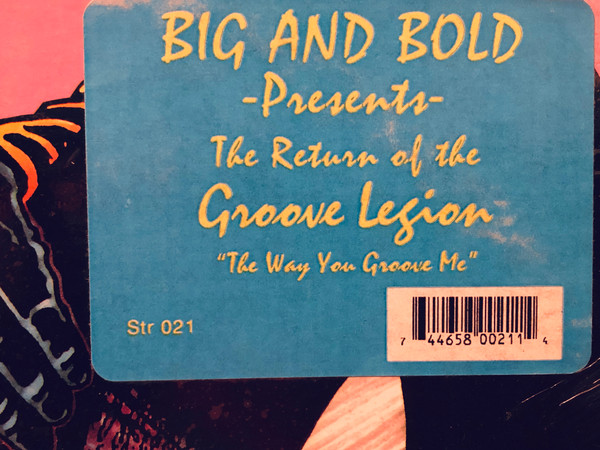 BIG AND BOLD
-Presents-
The Return of the
Groove Legion
"The Way You Groove Me"
Str 021
7 44658 00211 4